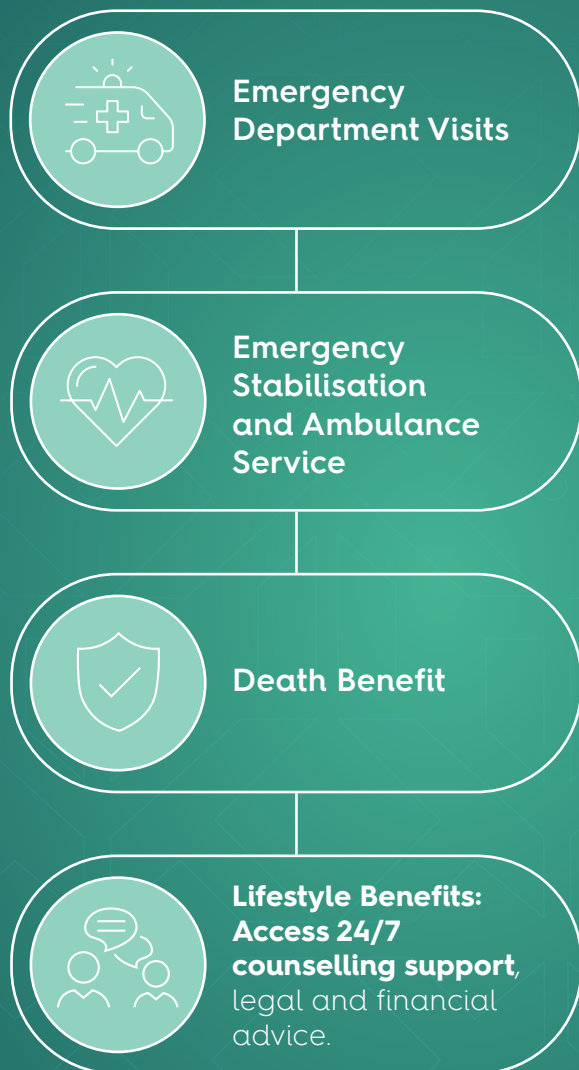 Emergency
Department Visits
Emergency
Stabilisation
and Ambulance
Service
Death Benefit
Lifestyle Benefits:
Access 24/7
counselling support,
legal and financial
advice.